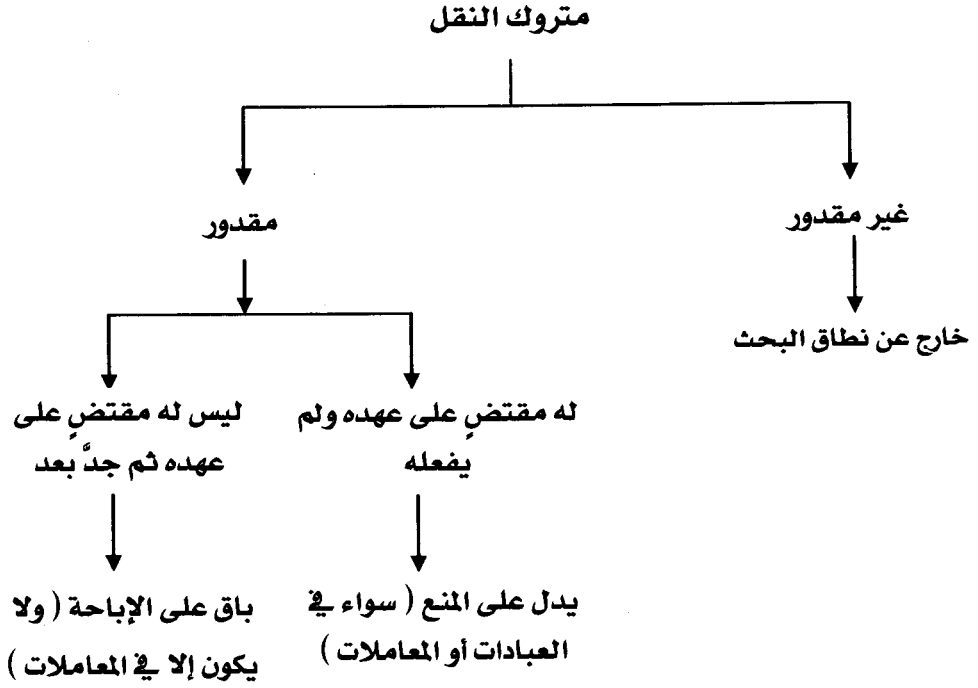 متروك النقل
غير مقدور
مقدور
خارج عن نطاق البحث
له مقتضٍ على عهده ولم
يفعله
ليس له مقتضٍ على
عهده ثم جدَّ بعد
يدل على المنع ( سواء في
العبادات أو المعاملات )
باق على الإباحة ( ولا
يكون إلا في المعاملات )